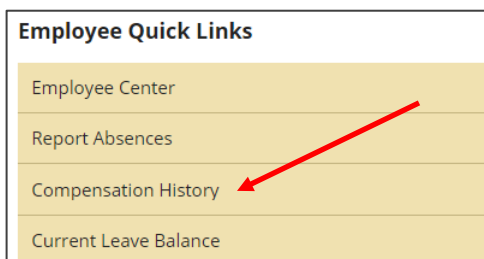 Employee Quick Links
Employee Center
Report Absences
Compensation History
Current Leave Balance